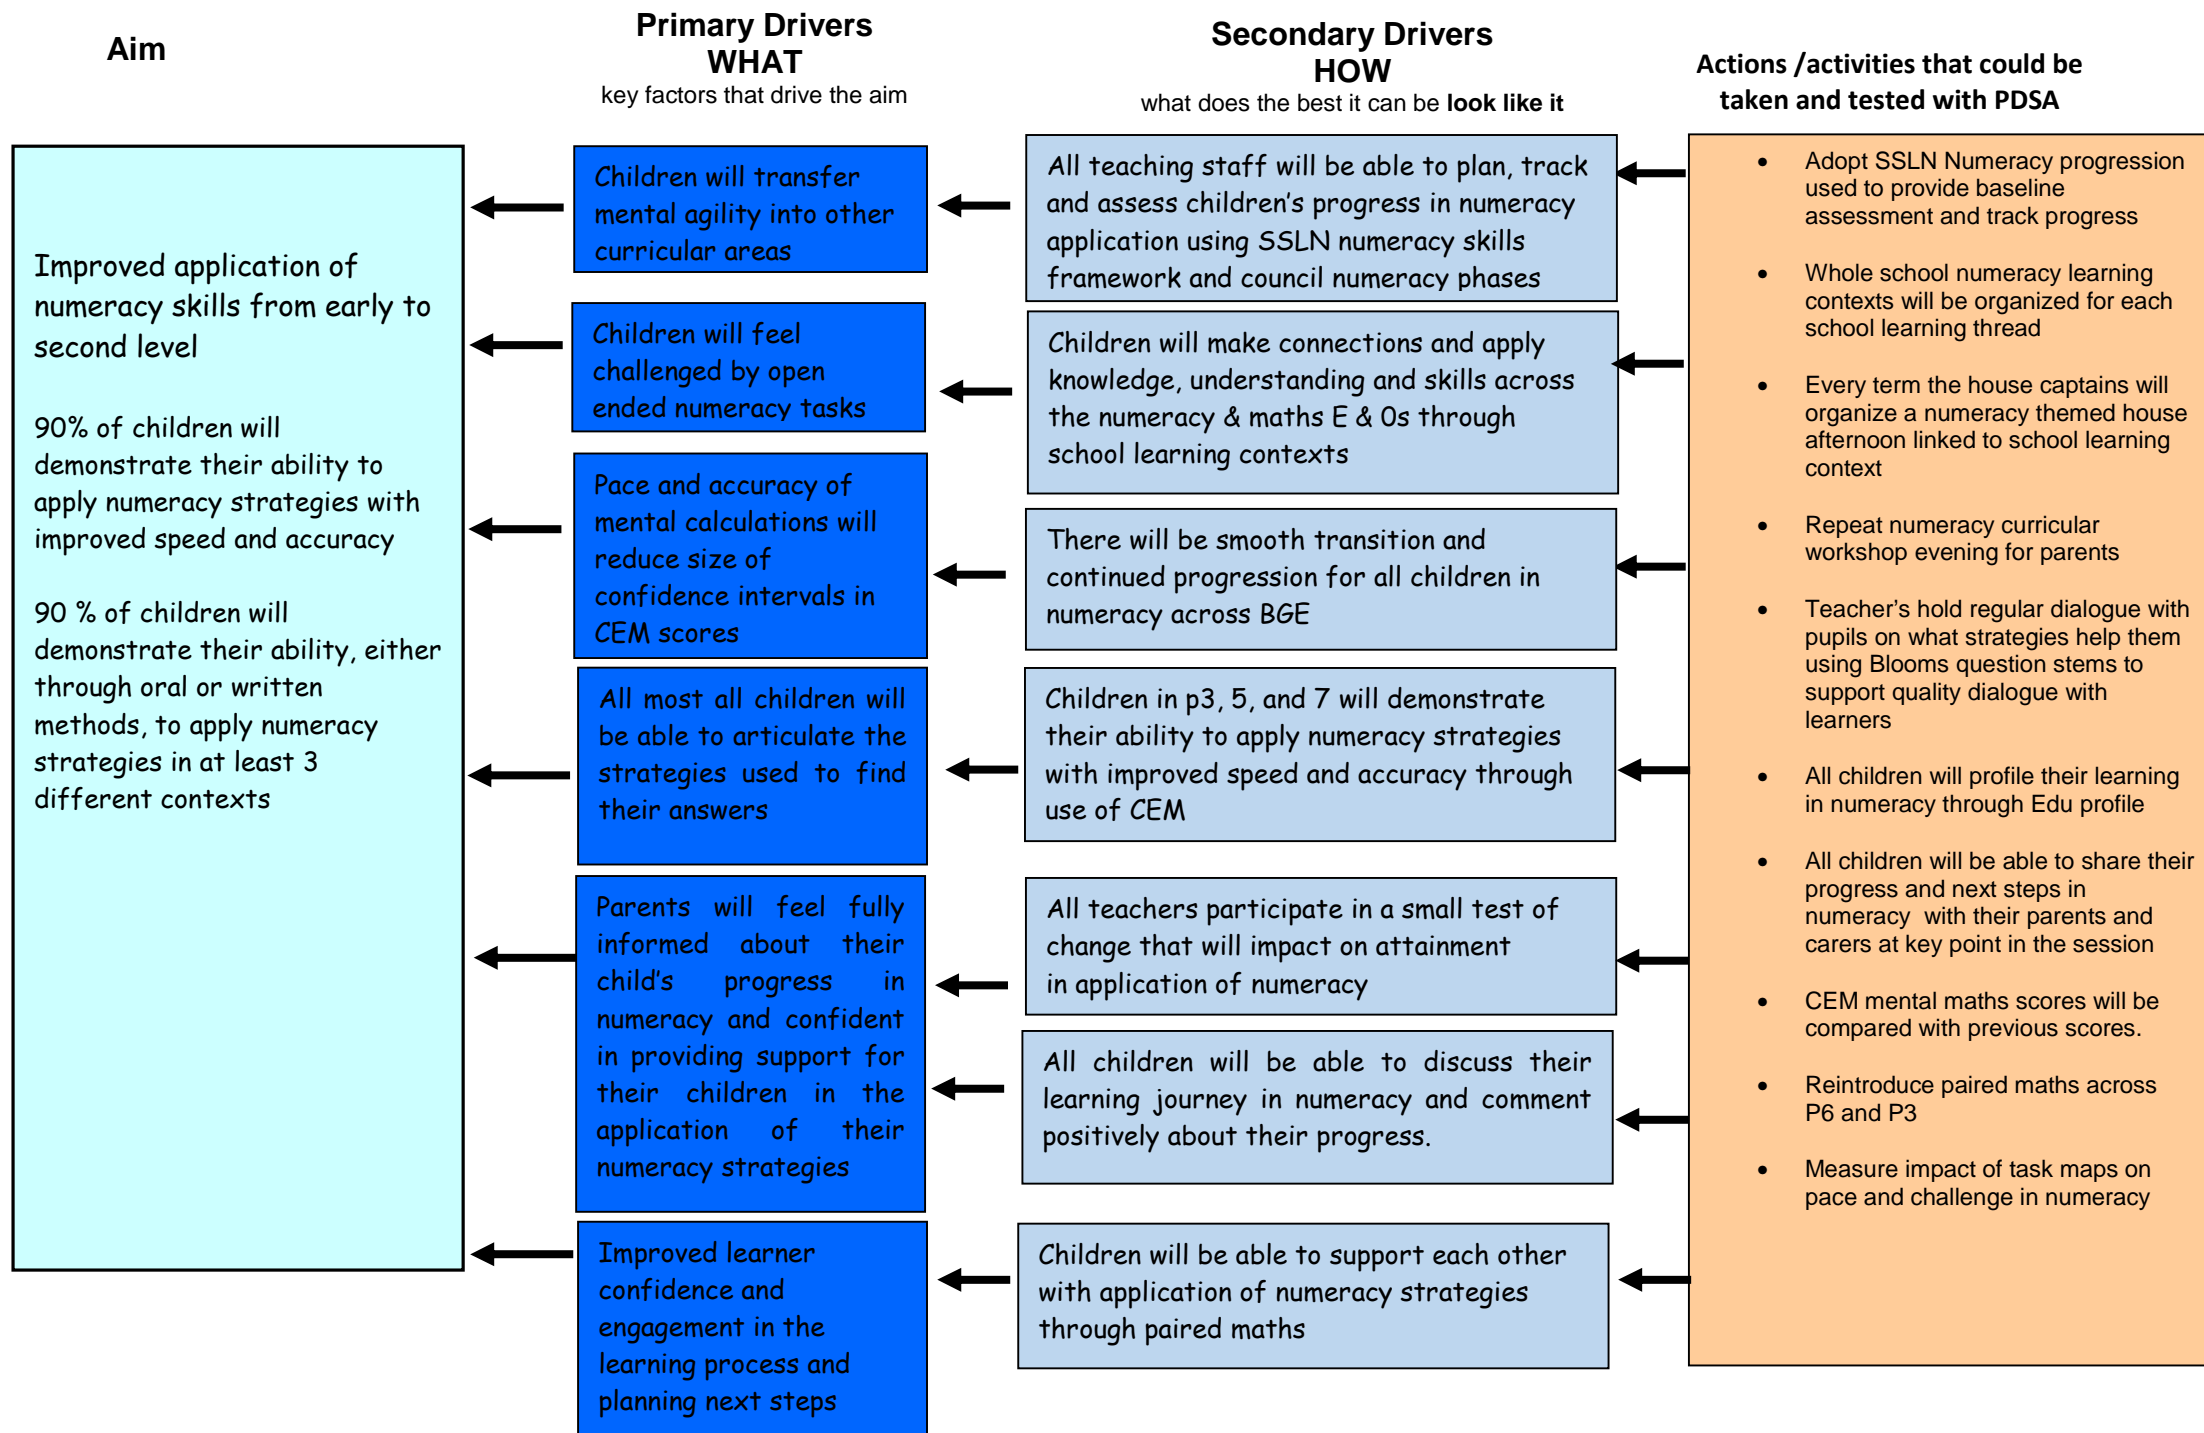 Aim
Primary Drivers
WHAT
key factors that drive the aim
Secondary Drivers
HOW
what does the best it can be look like it
Actions /activities that could be
taken and tested with PDSA
Improved application of
numeracy skills from early to
second level
90% of children will
demonstrate their ability to
apply numeracy strategies with
improved speed and accuracy
90 % of children will
demonstrate their ability, either
through oral or written
methods, to apply numeracy
strategies in at least 3
different contexts
Children will transfer
mental agility into other
curricular areas
Children will feel
challenged by open
ended numeracy tasks
Pace and accuracy of
mental calculations will
reduce size of
confidence intervals in
CEM scores
All most all children will
be able to articulate the
strategies used to find
their answers
Parents will feel fully
informed about their
child's progress in
numeracy and confident
in providing support for
their children in the
application of their
numeracy strategies
Improved learner
confidence and
engagement in the
learning process and
planning next steps
All teaching staff will be able to plan, track
and assess children's progress in numeracy
application using SSLN numeracy skills
framework and council numeracy phases
Children will make connections and apply
knowledge, understanding and skills across
the numeracy & maths E & 0s through
school learning contexts
There will be smooth transition and
continued progression for all children in
numeracy across BGE
Children in p3, 5, and 7 will demonstrate
their ability to apply numeracy strategies
with improved speed and accuracy through
use of CEM
All teachers participate in a small test of
change that will impact on attainment
in application of numeracy
All children will be able to discuss their
learning journey in numeracy and comment
positively about their progress.
Children will be able to support each other
with application of numeracy strategies
through paired maths
• Adopt SSLN Numeracy progression
used to provide baseline
assessment and track progress
• Whole school numeracy learning
contexts will be organized for each
school learning thread
• Every term the house captains will
organize a numeracy themed house
afternoon linked to school learning
context
• Repeat numeracy curricular
workshop evening for parents
• Teacher's hold regular dialogue with
pupils on what strategies help them
using Blooms question stems to
support quality dialogue with
learners
• All children will profile their learning
in numeracy through Edu profile
• All children will be able to share their
progress and next steps in
numeracy with their parents and
carers at key point in the session
• CEM mental maths scores will be
compared with previous scores.
• Reintroduce paired maths across
P6 and P3
• Measure impact of task maps on
pace and challenge in numeracy